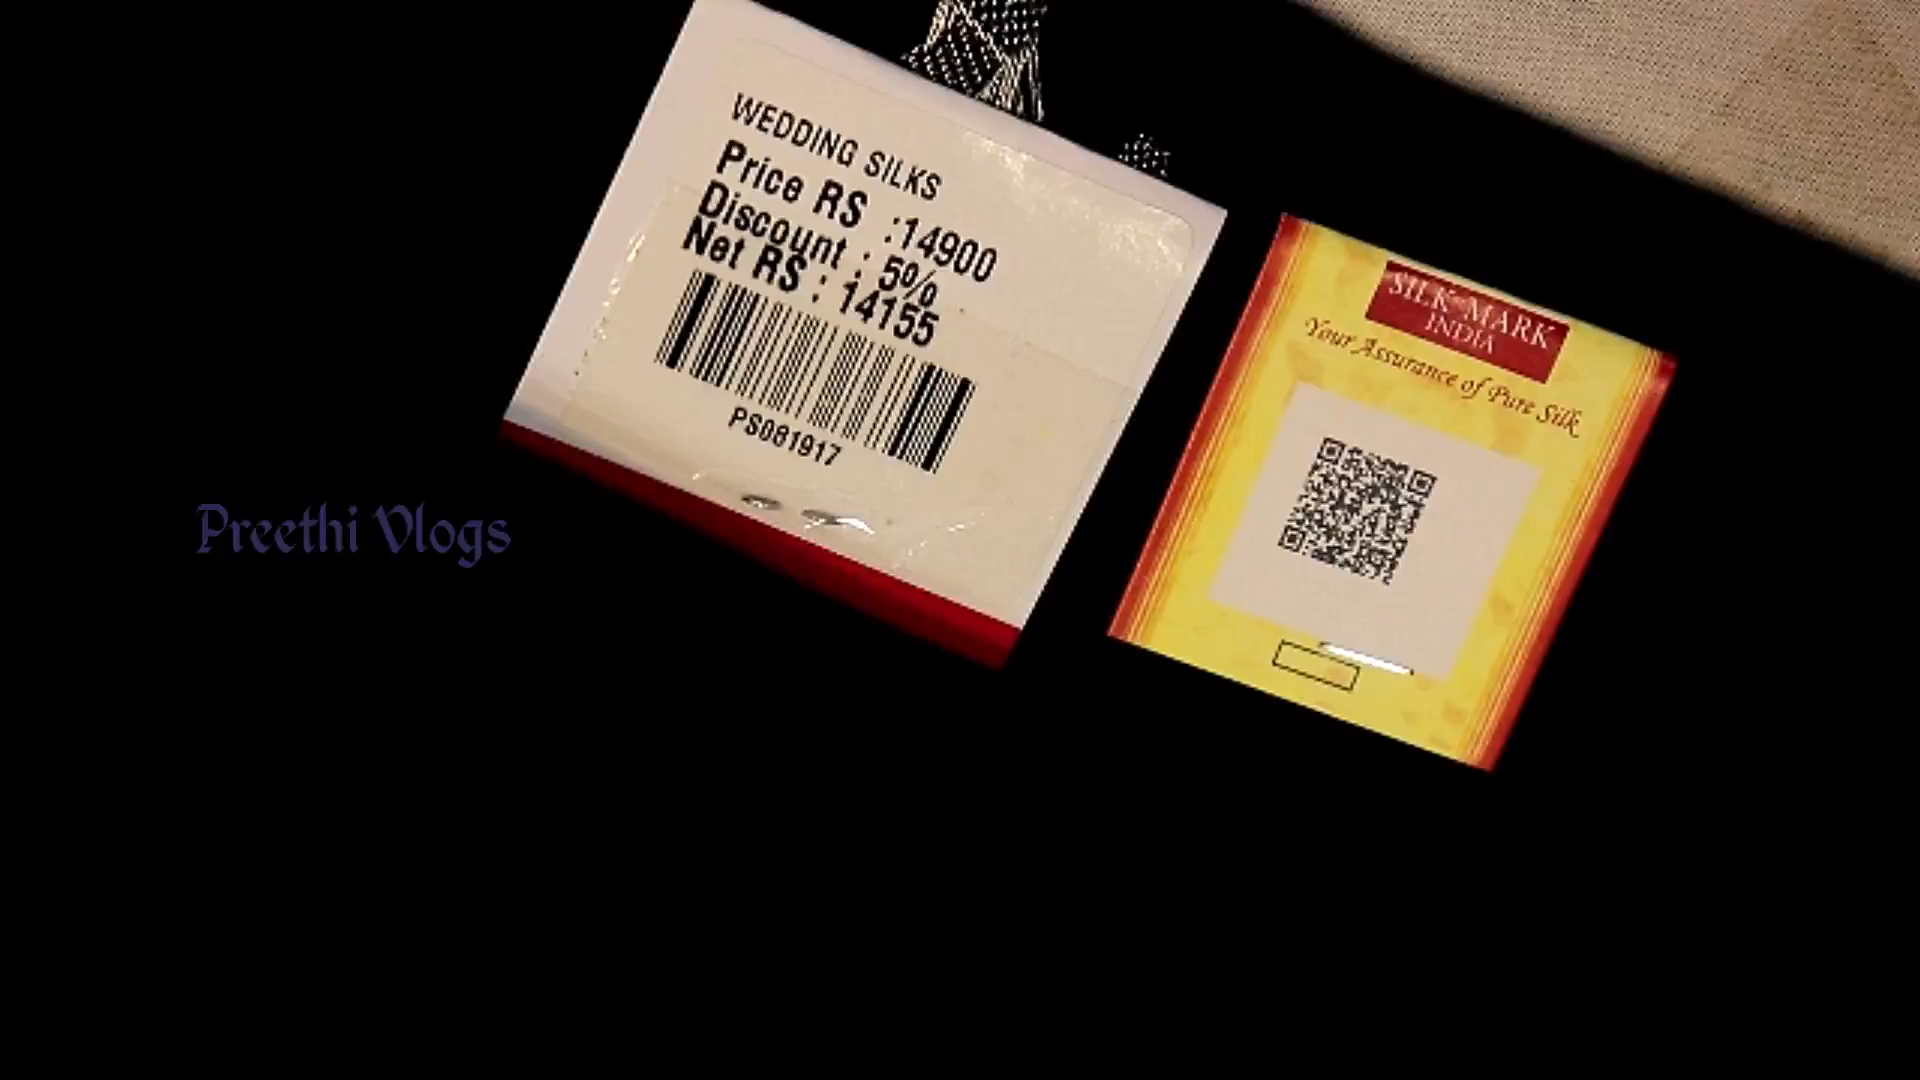 WEDDING SILKS
Price RS :14900
Discount : 5%
Net RS : 14155
PS081917
SILK MARK
INDIA
Your Assurance of Pure Silk
Preethi Vlogs